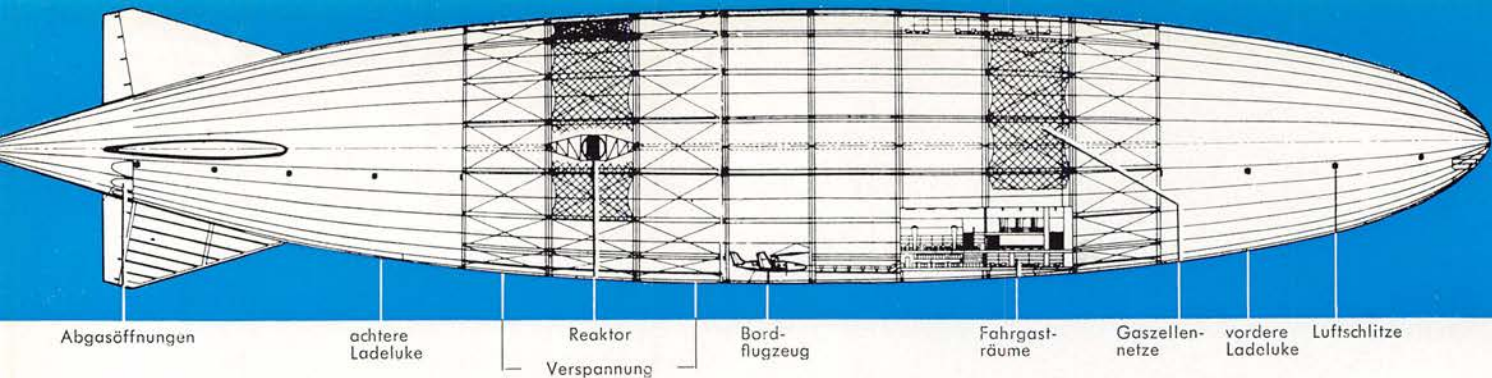 Abgasöffnungen
achtere
Ladeluke
Verspannung
Reaktor
Bord-
flugzeug
Fahrgast-
räume
Gaszellen-
netze
vordere
Ladeluke
Luftschlitze